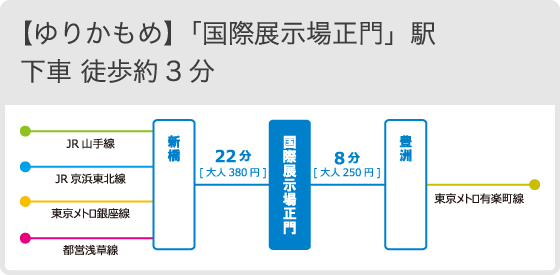 【ゆりかもめ】「国際展示場正門」駅
下車 徒歩約3分
JR山手線
JR京浜東北線
東京メトロ銀座線
都営浅草線
新橋
22分
[大人380円]
国際展示場正門
8分
[大人250円]
豊洲
東京メトロ有楽町線